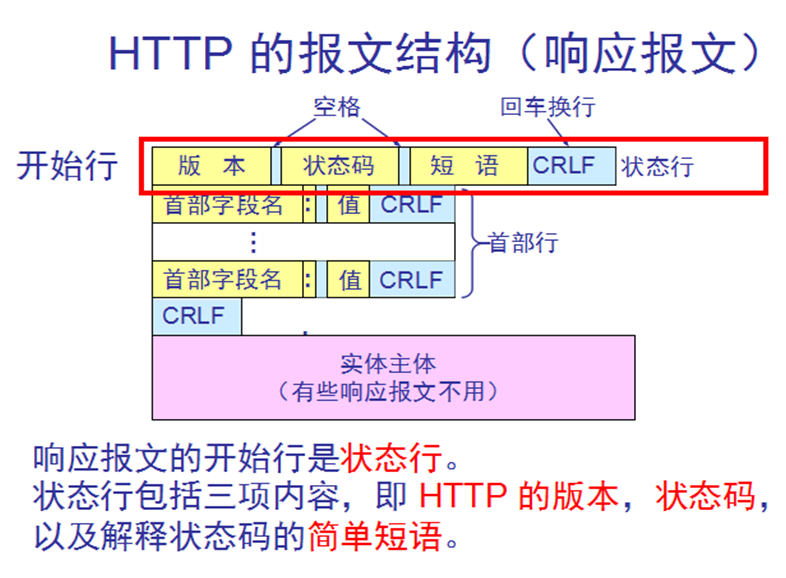 HTTP 的报文结构（响应报文）
空格 回车换行
开始行 版 本 状态码 短 语 CRLF 状态行
首部字段名 : 值 CRLF
⋮ 首部行
首部字段名 : 值 CRLF
CRLF
实体主体
（有些响应报文不用）
响应报文的开始行是状态行。
状态行包括三项内容，即 HTTP 的版本，状态码，
以及解释状态码的简单短语。